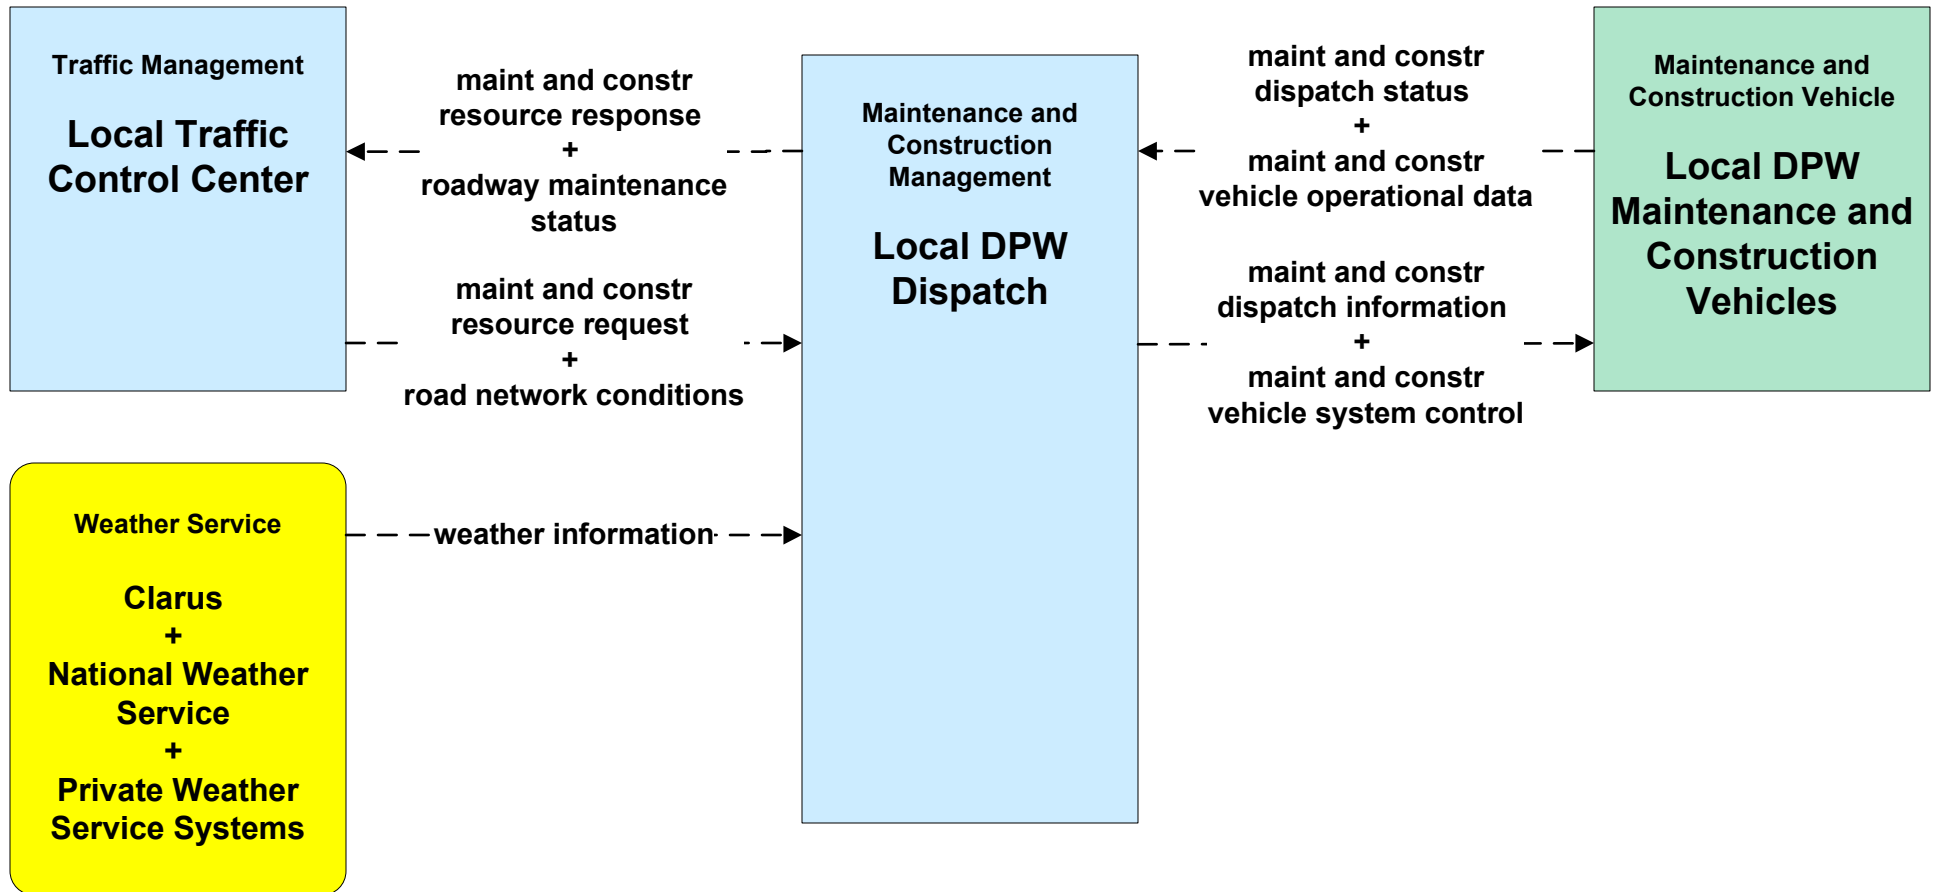 Traffic Management
Local Traffic
Control Center
maint and constr
resource response
+
roadway maintenance
status
maint and constr
resource request
+
road network conditions
Weather Service
Clarus
+
National Weather
Service
+
Private Weather
Service Systems
weather information
Maintenance and
Construction
Management
Local DPW
Dispatch
maint and constr
dispatch status
+
maint and constr
vehicle operational data
maint and constr
dispatch information
+
maint and constr
vehicle system control
Maintenance and
Construction Vehicle
Local DPW
Maintenance and
Construction
Vehicles